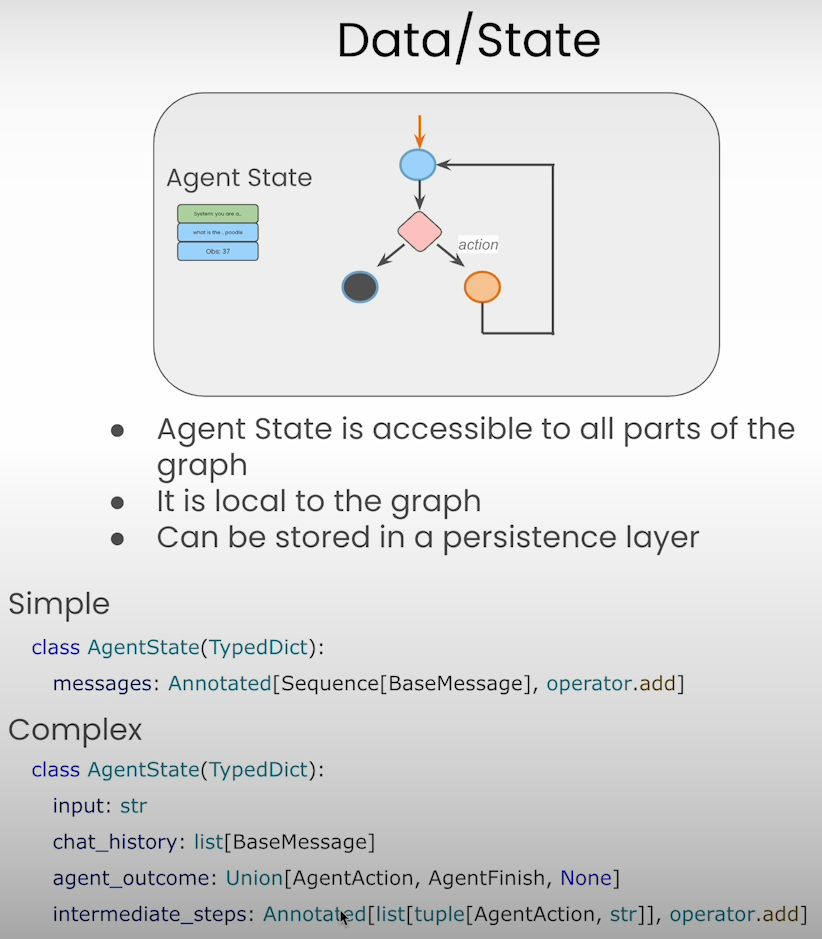 Data/State
Agent State
System: you are a..
what is the .. poodle
Obs: 37
action
● Agent State is accessible to all parts of the
graph
● It is local to the graph
● Can be stored in a persistence layer
Simple
class AgentState(TypedDict):
messages: Annotated[Sequence[BaseMessage], operator.add]
Complex
class AgentState(TypedDict):
input: str
chat_history: list[BaseMessage]
agent_outcome: Union[AgentAction, AgentFinish, None]
intermediate_steps: Annotated[list[tuple[AgentAction, str]], operator.add]